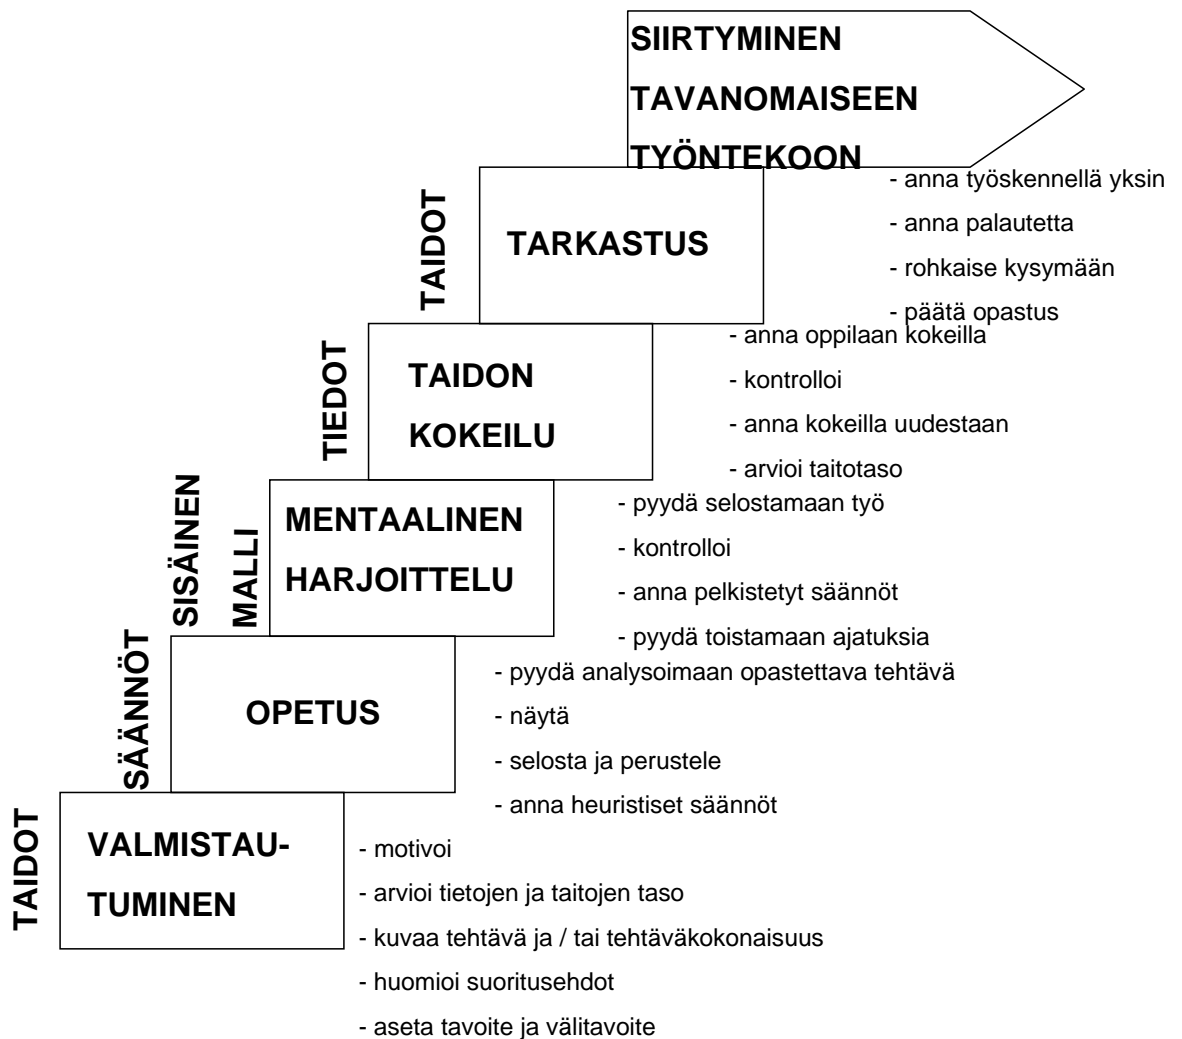 SIIRTYMINEN
TAVANOMAISEEN
TYÖNTEKOON
- anna työskennellä yksin
- anna palautetta
- rohkaise kysymään
- päätä opastus
TAIDOT
TARKASTUS
- anna oppilaan kokeilla
- kontrolloi
- anna kokeilla uudestaan
- arvioi taitotaso
TIEDOT
TAIDON
KOKEILU
- pyydä selostamaan työ
- kontrolloi
- anna pelkistetyt säännöt
- pyydä toistamaan ajatuksia
SISÄINEN
MALLI
MENTAALINEN
HARJOITTELU
- pyydä analysoimaan opastettava tehtävä
- näytä
- selosta ja perustele
- anna heuristiset säännöt
SÄÄNNÖT
OPETUS
TAIDOT
VALMISTAU-
TUMINEN
- motivoi
- arvioi tietojen ja taitojen taso
- kuvaa tehtävä ja / tai tehtäväkokonaisuus
- huomioi suoritusehdot
- aseta tavoite ja välitavoite